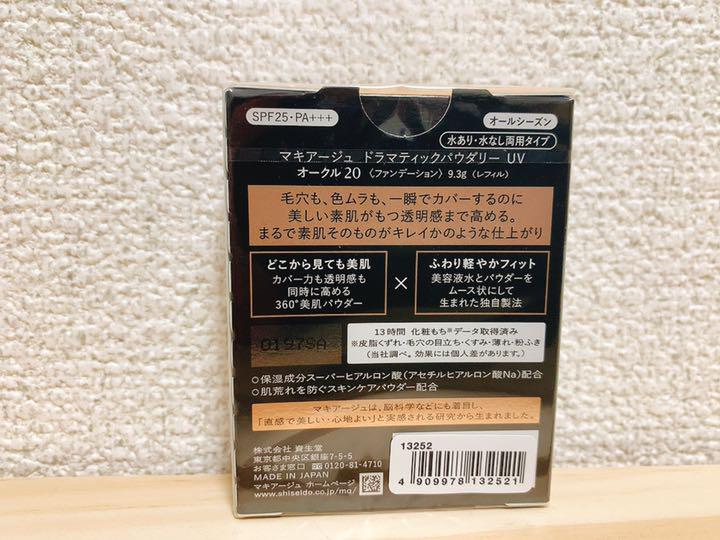 SPF25・PA+++
オールシーズン
水あり・水なし両用タイプ
マキアージュ ドラマティックパウダリー UV
オークル20〈ファンデーション〉9.3g（レフィル）
毛穴も、色ムラも、一瞬でカバーするのに
美しい素肌がもつ透明感まで高める。
まるで素肌そのものがキレイかのような仕上がり
どこから見ても美肌
カバー力も透明感も
同時に高める
360°美肌パウダー
×
ふわり軽やかフィット
美容液水とパウダーを
ムース状にして
生まれた独自製法
0197SA
13時間 化粧もち※データ取得済み
※皮脂くずれ・毛穴の目立ち・くすみ・薄れ・粉ふき
（当社調べ。効果には個人差があります。）
○保湿成分スーパーヒアルロン酸（アセチルヒアルロン酸Na）配合
○肌荒れを防ぐスキンケアパウダー配合
マキアージュは、脳科学などにも着目し、
「直感で美しい・心地よい」と実感される研究から生まれました。
株式会社 資生堂
東京都中央区銀座7-5-5
お客さま窓口 0120-81-4710
MADE IN JAPAN
マキアージュ ホームページ
www.shiseido.co.jp/mq/
13252
4 909978 132521